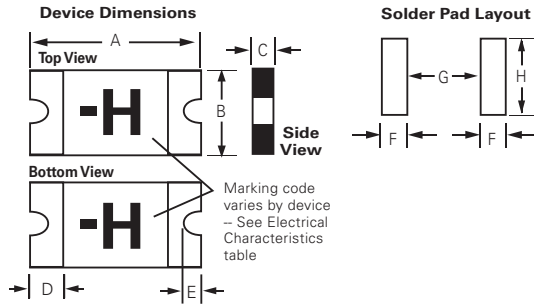 Device Dimensions
Solder Pad Layout
A
C
Top View
-H
B
Side
View
G
H
F
F
Bottom View
-H
Marking code
varies by device
-- See Electrical
Characteristics
table
D
E